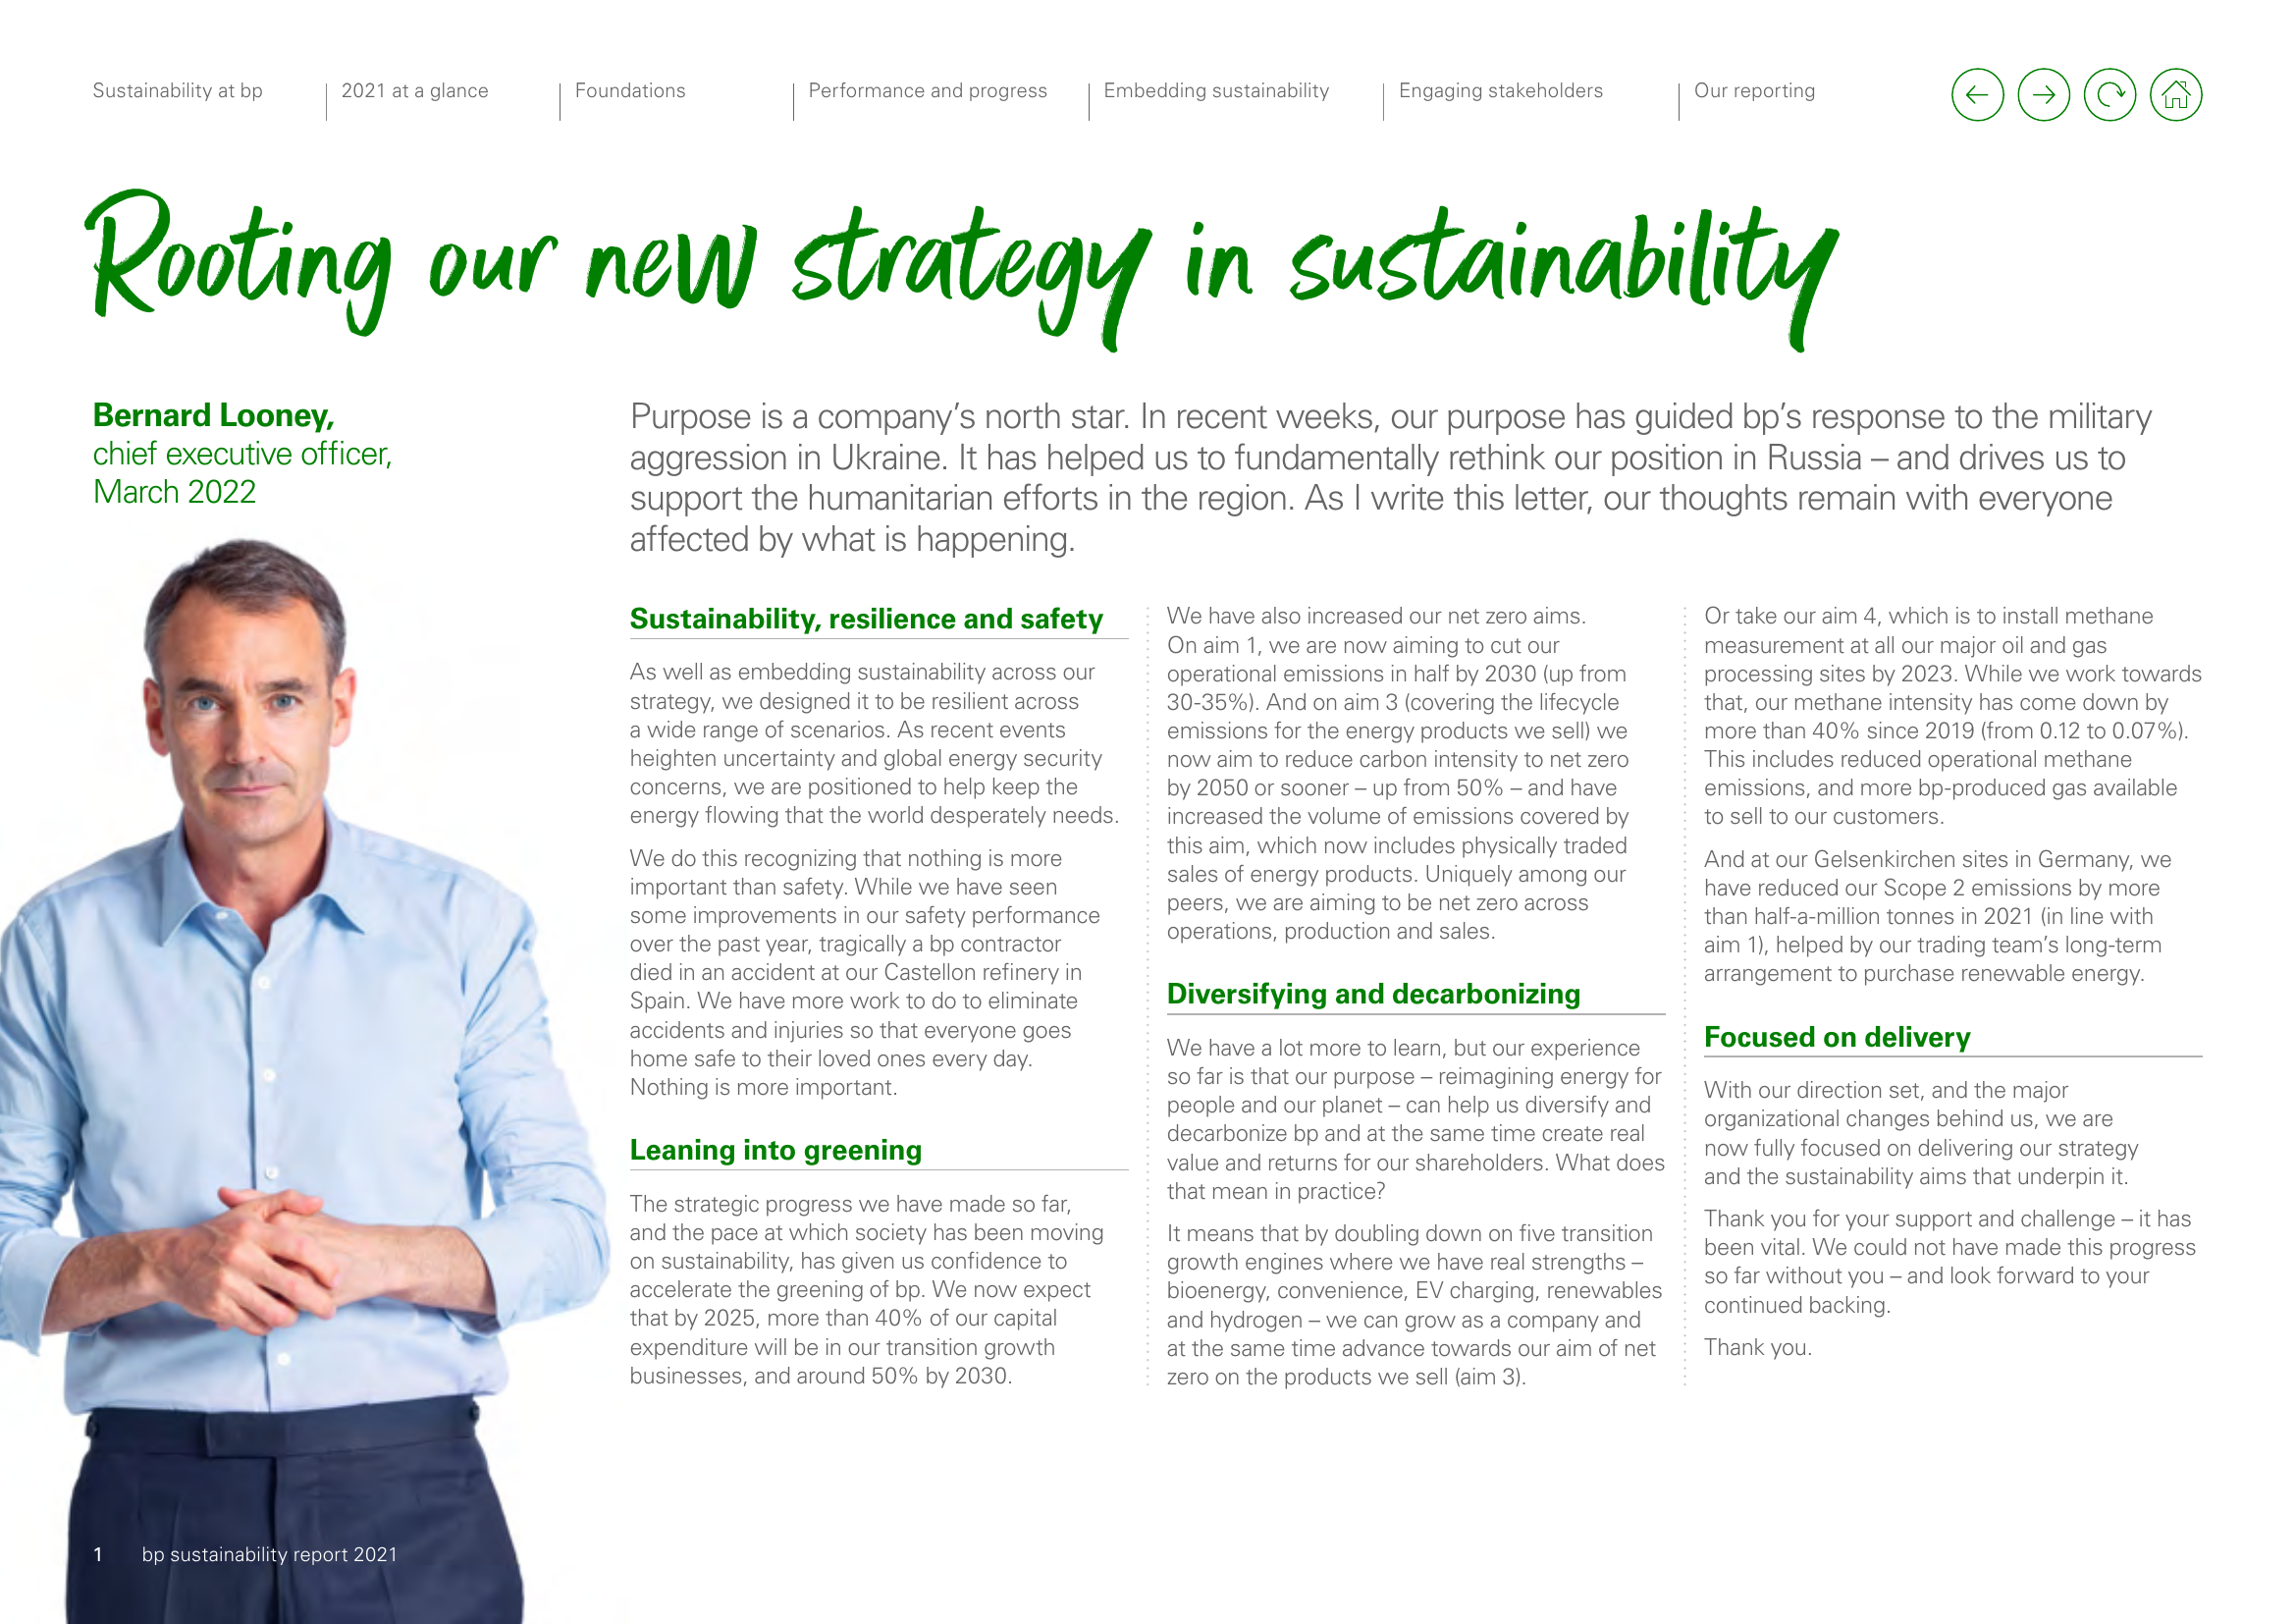 Sustainability at bp
2021 at a glance
Foundations
Performance and progress
Embedding sustainability
Engaging stakeholders
Our reporting
Rooting our new strategy in sustainability
Bernard Looney,
chief executive officer,
March 2022
Purpose is a company’s north star. In recent weeks, our purpose has guided bp’s response to the military
aggression in Ukraine. It has helped us to fundamentally rethink our position in Russia – and drives us to
support the humanitarian efforts in the region. As I write this letter, our thoughts remain with everyone
affected by what is happening.
Sustainability, resilience and safety
As well as embedding sustainability across our
strategy, we designed it to be resilient across
a wide range of scenarios. As recent events
heighten uncertainty and global energy security
concerns, we are positioned to help keep the
energy flowing that the world desperately needs.
We do this recognizing that nothing is more
important than safety. While we have seen
some improvements in our safety performance
over the past year, tragically a bp contractor
died in an accident at our Castellon refinery in
Spain. We have more work to do to eliminate
accidents and injuries so that everyone goes
home safe to their loved ones every day.
Nothing is more important.
Leaning into greening
The strategic progress we have made so far,
and the pace at which society has been moving
on sustainability, has given us confidence to
accelerate the greening of bp. We now expect
that by 2025, more than 40% of our capital
expenditure will be in our transition growth
businesses, and around 50% by 2030.
We have also increased our net zero aims.
On aim 1, we are now aiming to cut our
operational emissions in half by 2030 (up from
30-35%). And on aim 3 (covering the lifecycle
emissions for the energy products we sell) we
now aim to reduce carbon intensity to net zero
by 2050 or sooner – up from 50% – and have
increased the volume of emissions covered by
this aim, which now includes physically traded
sales of energy products. Uniquely among our
peers, we are aiming to be net zero across
operations, production and sales.
Diversifying and decarbonizing
We have a lot more to learn, but our experience
so far is that our purpose – reimagining energy for
people and our planet – can help us diversify and
decarbonize bp and at the same time create real
value and returns for our shareholders. What does
that mean in practice?
It means that by doubling down on five transition
growth engines where we have real strengths –
bioenergy, convenience, EV charging, renewables
and hydrogen – we can grow as a company and
at the same time advance towards our aim of net
zero on the products we sell (aim 3).
Or take our aim 4, which is to install methane
measurement at all our major oil and gas
processing sites by 2023. While we work towards
that, our methane intensity has come down by
more than 40% since 2019 (from 0.12 to 0.07%).
This includes reduced operational methane
emissions, and more bp-produced gas available
to sell to our customers.
And at our Gelsenkirchen sites in Germany, we
have reduced our Scope 2 emissions by more
than half-a-million tonnes in 2021 (in line with
aim 1), helped by our trading team’s long-term
arrangement to purchase renewable energy.
Focused on delivery
With our direction set, and the major
organizational changes behind us, we are
now fully focused on delivering our strategy
and the sustainability aims that underpin it.
Thank you for your support and challenge – it has
been vital. We could not have made this progress
so far without you – and look forward to your
continued backing.
Thank you.
1 bp sustainability report 2021